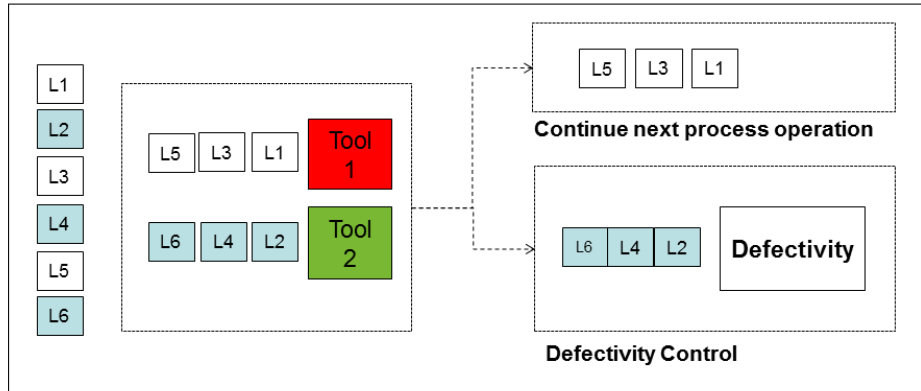 L1
L2
L3
L4
L5
L6
L5 L3 L1
Tool
1
L6 L4 L2
Tool
2
L5 L3 L1
Continue next process operation
L6 L4 L2
Defectivity
Defectivity Control